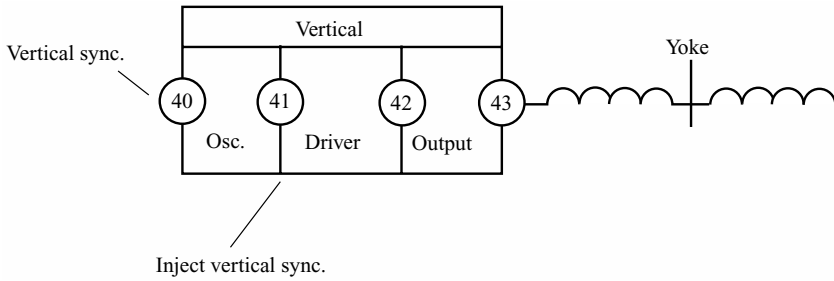 Vertical
Yoke
Vertical sync.
40
41
42
43
Osc.
Driver
Output
Inject vertical sync.